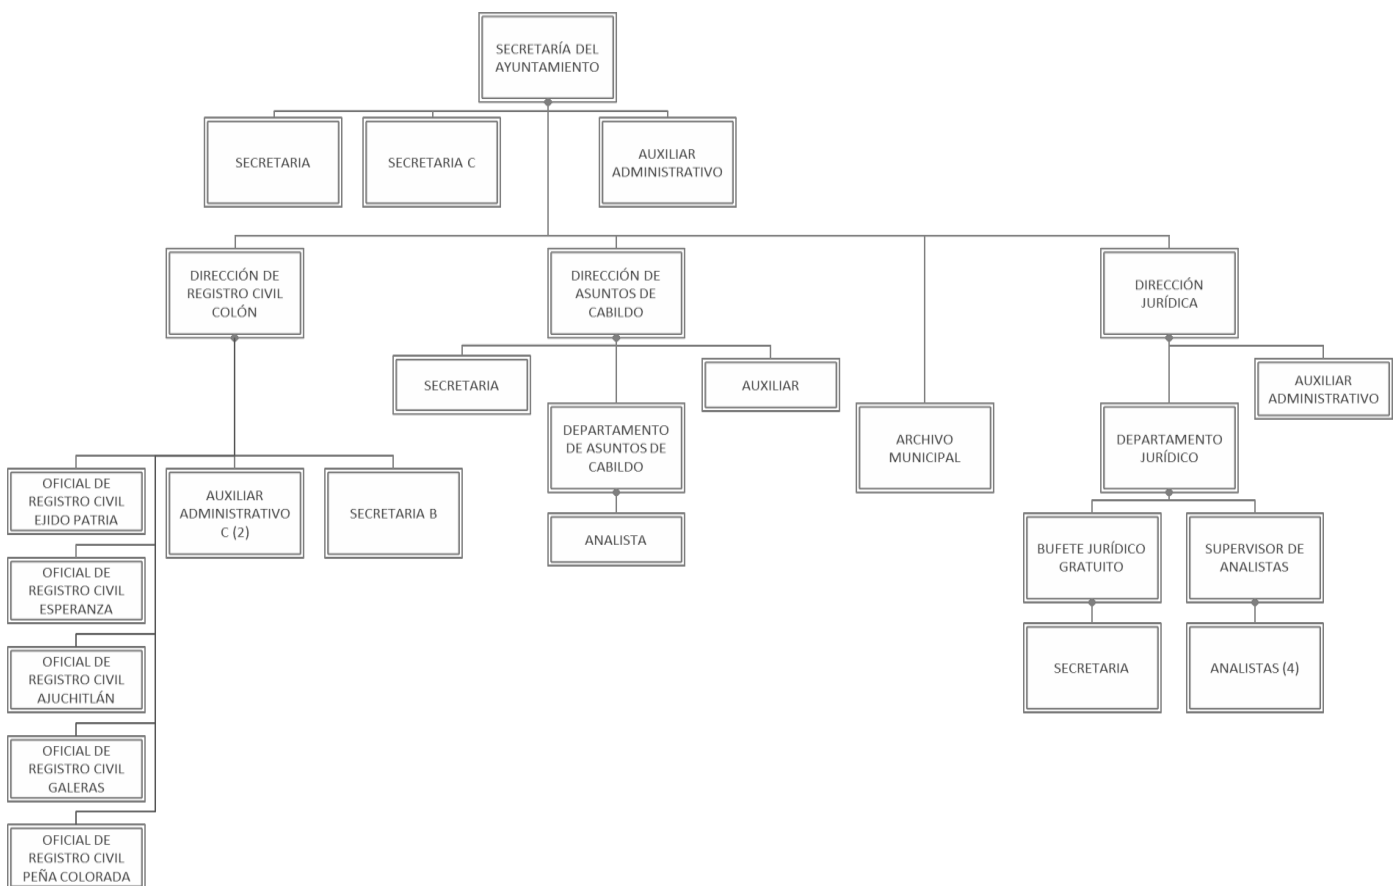 SECRETARÍA DEL
AYUNTAMIENTO
SECRETARIA
SECRETARIA C
AUXILIAR
ADMINISTRATIVO
DIRECCIÓN DE
REGISTRO CIVIL
COLÓN
DIRECCIÓN DE
ASUNTOS DE
CABILDO
DIRECCIÓN
JURÍDICA
SECRETARIA
AUXILIAR
AUXILIAR
ADMINISTRATIVO
DEPARTAMENTO
DE ASUNTOS DE
CABILDO
ARCHIVO
MUNICIPAL
DEPARTAMENTO
JURÍDICO
OFICIAL DE
REGISTRO CIVIL
EJIDO PATRIA
AUXILIAR
ADMINISTRATIVO
C (2)
SECRETARIA B
ANALISTA
BUFETE JURÍDICO
GRATUITO
SUPERVISOR DE
ANALISTAS
OFICIAL DE
REGISTRO CIVIL
ESPERANZA
OFICIAL DE
REGISTRO CIVIL
AJUCHITLÁN
SECRETARIA
ANALISTAS (4)
OFICIAL DE
REGISTRO CIVIL
GALERAS
OFICIAL DE
REGISTRO CIVIL
PEÑA COLORADA